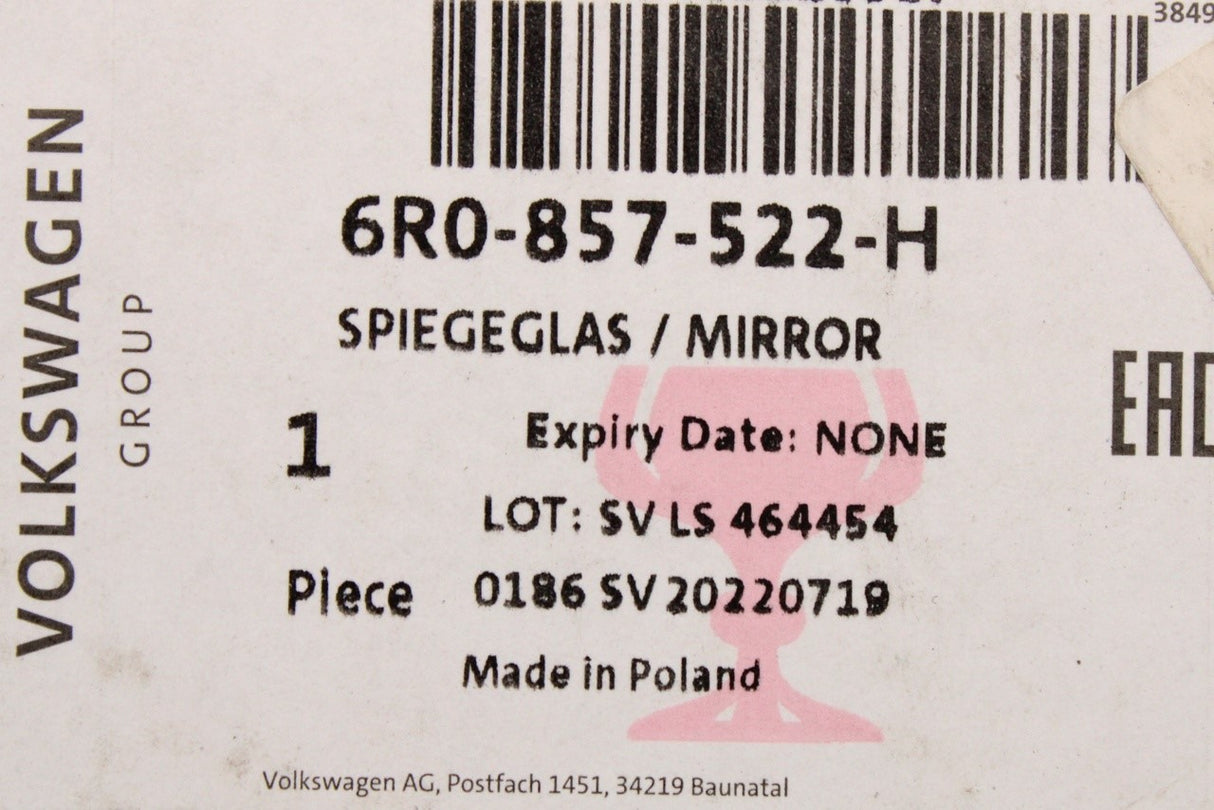 3849
6R0-857-522-H
SPIEGEGLAS / MIRROR
1
Expiry Date: NONE
LOT: SV LS 464454
Piece
0186 SV 20220719
Made in Poland
Volkswagen AG, Postfach 1451, 34219 Baunatal
VOLKSWAGEN
GROUP
EAC